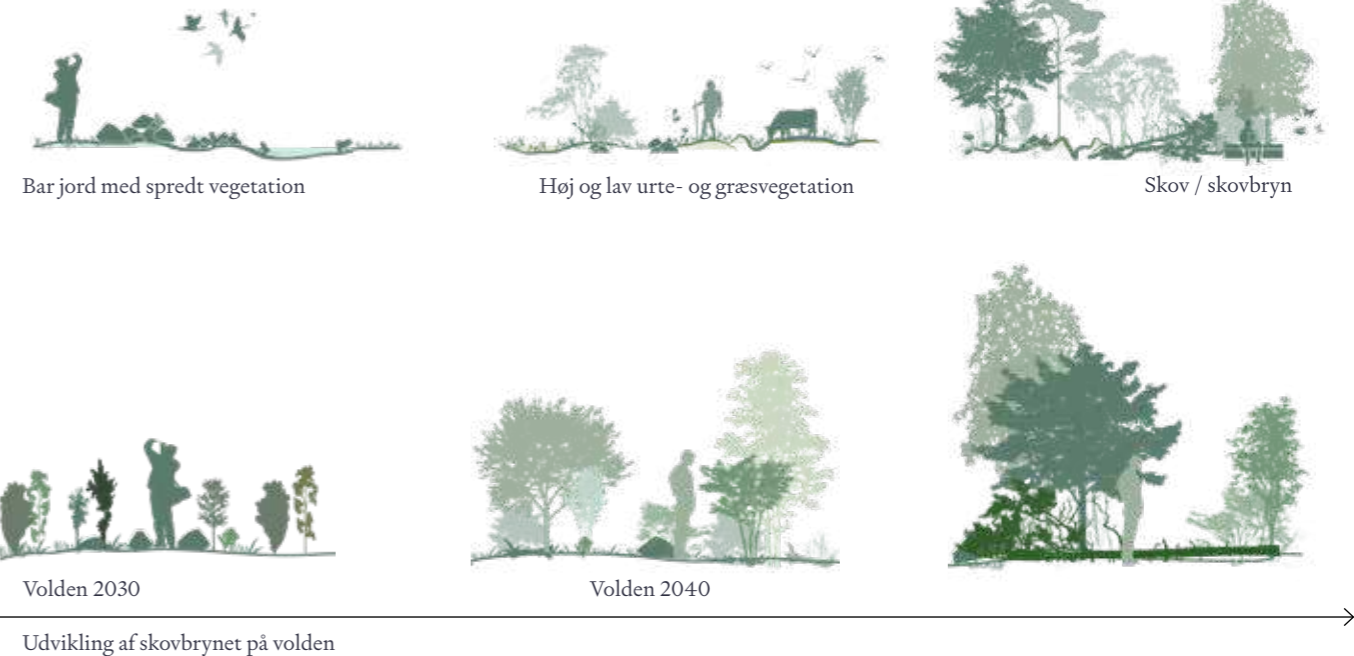 Bar jord med spredt vegetation
Høj og lav urte- og græsvegetation
Skov / skovbryn
Volden 2030
Volden 2040
Udvikling af skovbrynet på volden